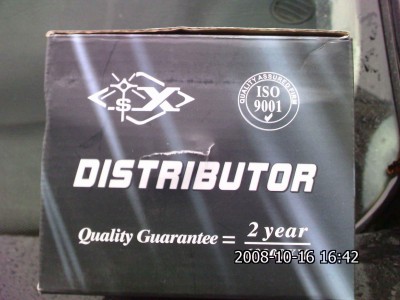 S X
QUALITY ASSURED FIRM
ISO
9001
DISTRIBUTOR
Quality Guarantee = 2 year
2008-10-16 16:42